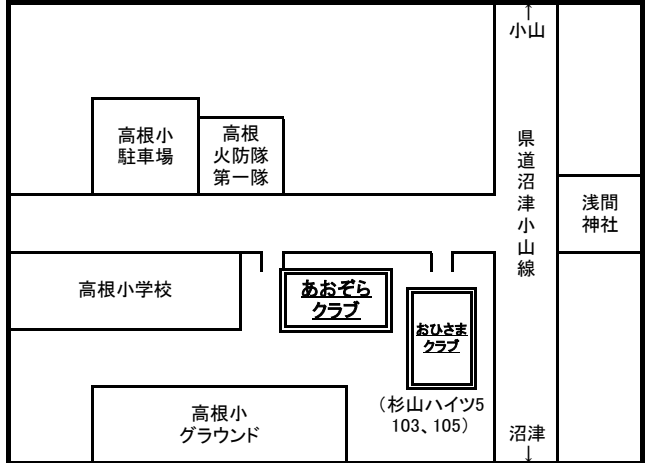 ↑
小山
高根小
駐車場
高根
火防隊
第一隊
県道沼津小山線
浅間
神社
高根小学校
あおぞら
クラブ
おひさま
クラブ
（杉山ハイツ5
103、105）
高根小
グラウンド
沼津
↓